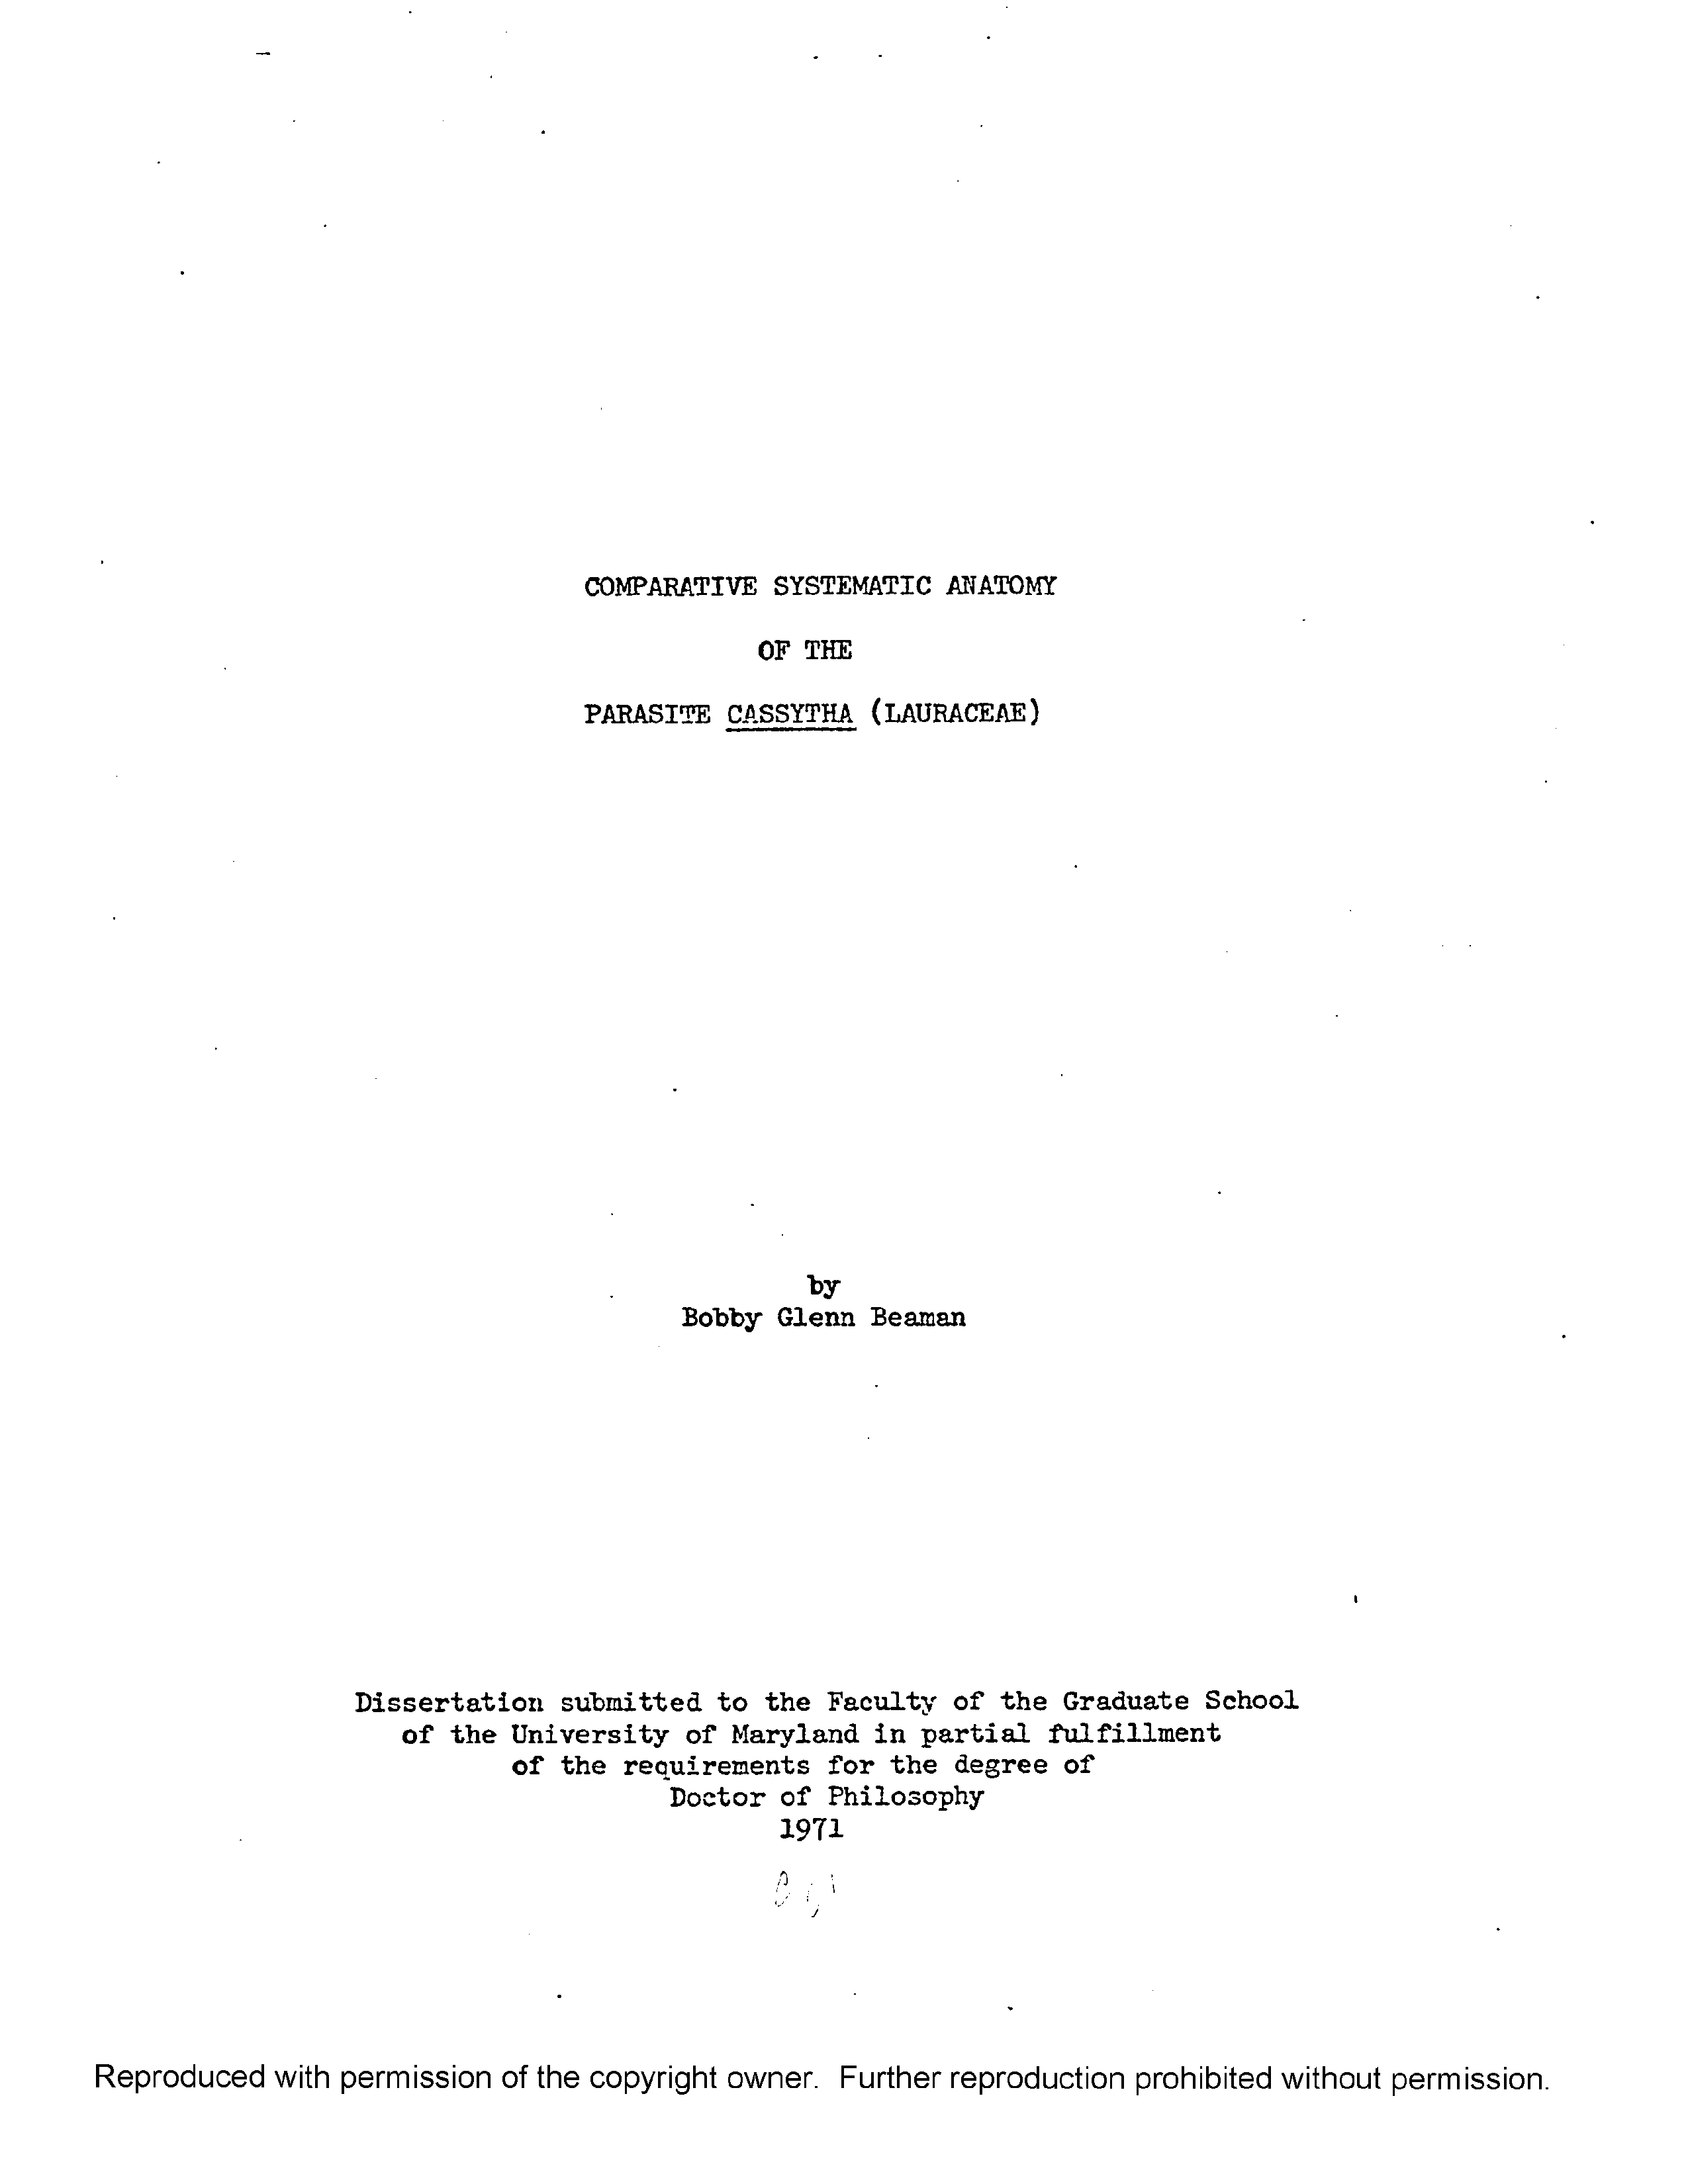 COMPARATIVE SYSTEMATIC ANATOMY
OF THE
PARASITE CASSYTHA (LAURACEAE)
by
Bobby Glenn Beaman
Dissertation submitted to the Faculty of the Graduate School
of the University of Maryland in partial fulfillment
of the requirements for the degree of
Doctor of Philosophy
1971
Reproduced with permission of the copyright owner. Further reproduction prohibited without permission.